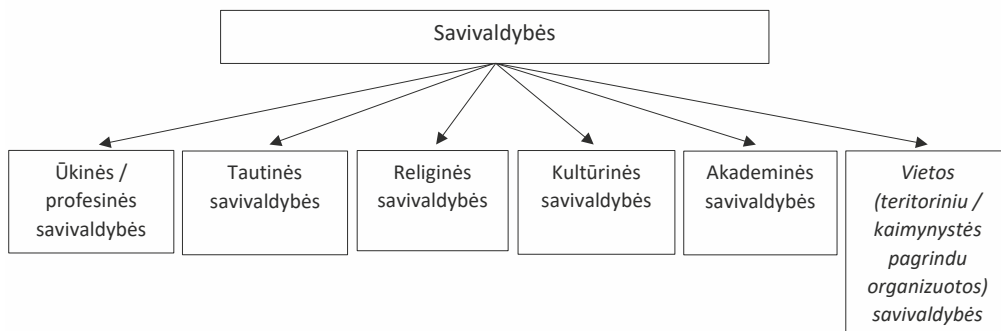 Savivaldybės
Ūkinės /
profesinės
savivaldybės
Tautinės
savivaldybės
Religinės
savivaldybės
Kultūrinės
savivaldybės
Akademinės
savivaldybės
Vietos
(teritoriniu /
kaimynystės
pagrindu
organizuotos)
savivaldybės